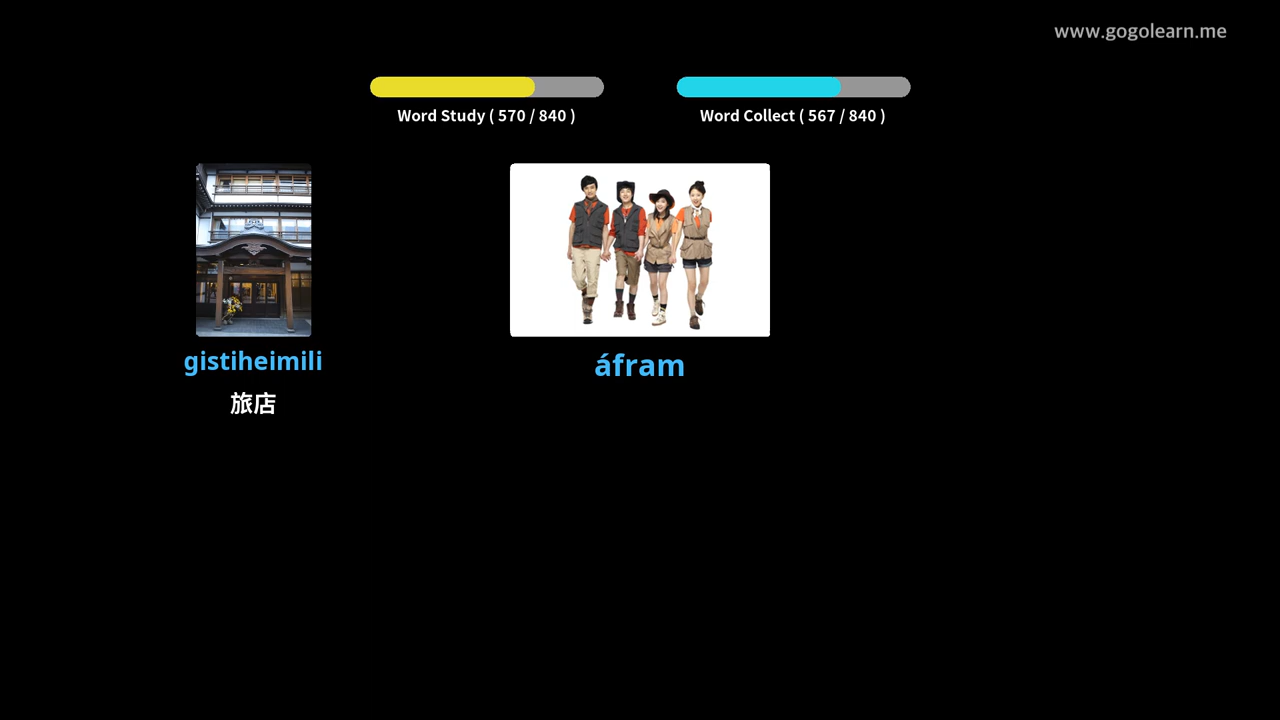 www.gogolearn.me
Word Study ( 570 / 840 )
Word Collect ( 567 / 840 )
gistiheimili
旅店
áfram